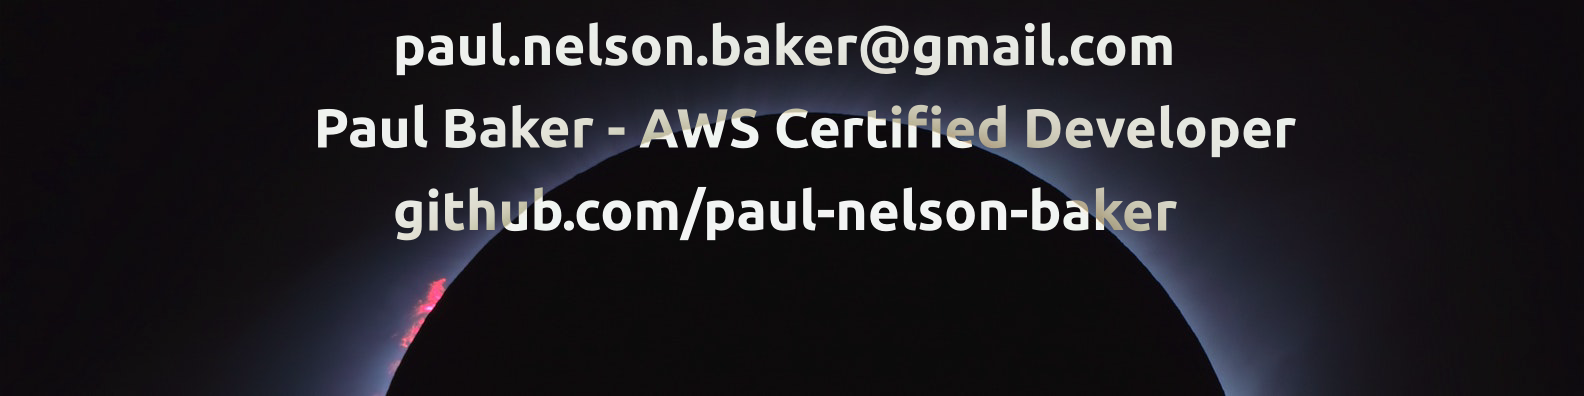 paul.nelson.baker@gmail.com
Paul Baker - AWS Certified Developer
github.com/paul-nelson-baker